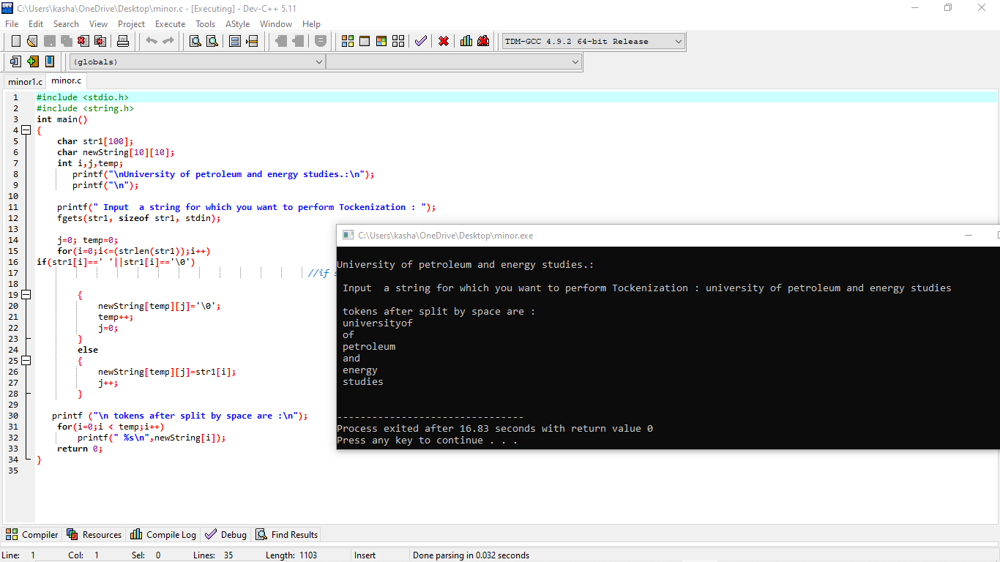 C:\Users\kasha\OneDrive\Desktop\minor.c - [Executing] - Dev-C++ 5.11
File Edit Search View Project Execute Tools AStyle Window Help
TDM-GCC 4.9.2 64-bit Release
(globals)
minor1.c minor.c
1 #include <stdio.h>
2 #include <string.h>
3 int main()
4 {
5 char str1[100];
6 char newString[10][10];
7 int i,j,temp;
8 printf("\nUniversity of petroleum and energy studies.:\n");
9 printf("\n");
10
11 printf(" Input  a string for which you want to perform Tockenization : ");
12 fgets(str1, sizeof str1, stdin);
13
14 j=0; temp=0;
15 for(i=0;i<=(strlen(str1));i++)
16 if(str1[i]==' '||str1[i]=='\0')
17 //if
18
19 {
20 newString[temp][j]='\0';
21 temp++;
22 j=0;
23 }
24 else
25 {
26 newString[temp][j]=str1[i];
27 j++;
28 }
29
30 printf ("\n tokens after split by space are :\n");
31 for(i=0;i < temp;i++)
32 printf(" %s\n",newString[i]);
33 return 0;
34 }
35
C:\Users\kasha\OneDrive\Desktop\minor.exe
University of petroleum and energy studies.:
Input  a string for which you want to perform Tockenization : university of petroleum and energy studies
tokens after split by space are :
universityof
of
petroleum
and
energy
studies
--------------------------------
Process exited after 16.83 seconds with return value 0
Press any key to continue . . .
Compiler Resources Compile Log Debug Find Results
Line: 1 Col: 1 Sel: 0 Lines: 35 Length: 1103 Insert Done parsing in 0.032 seconds